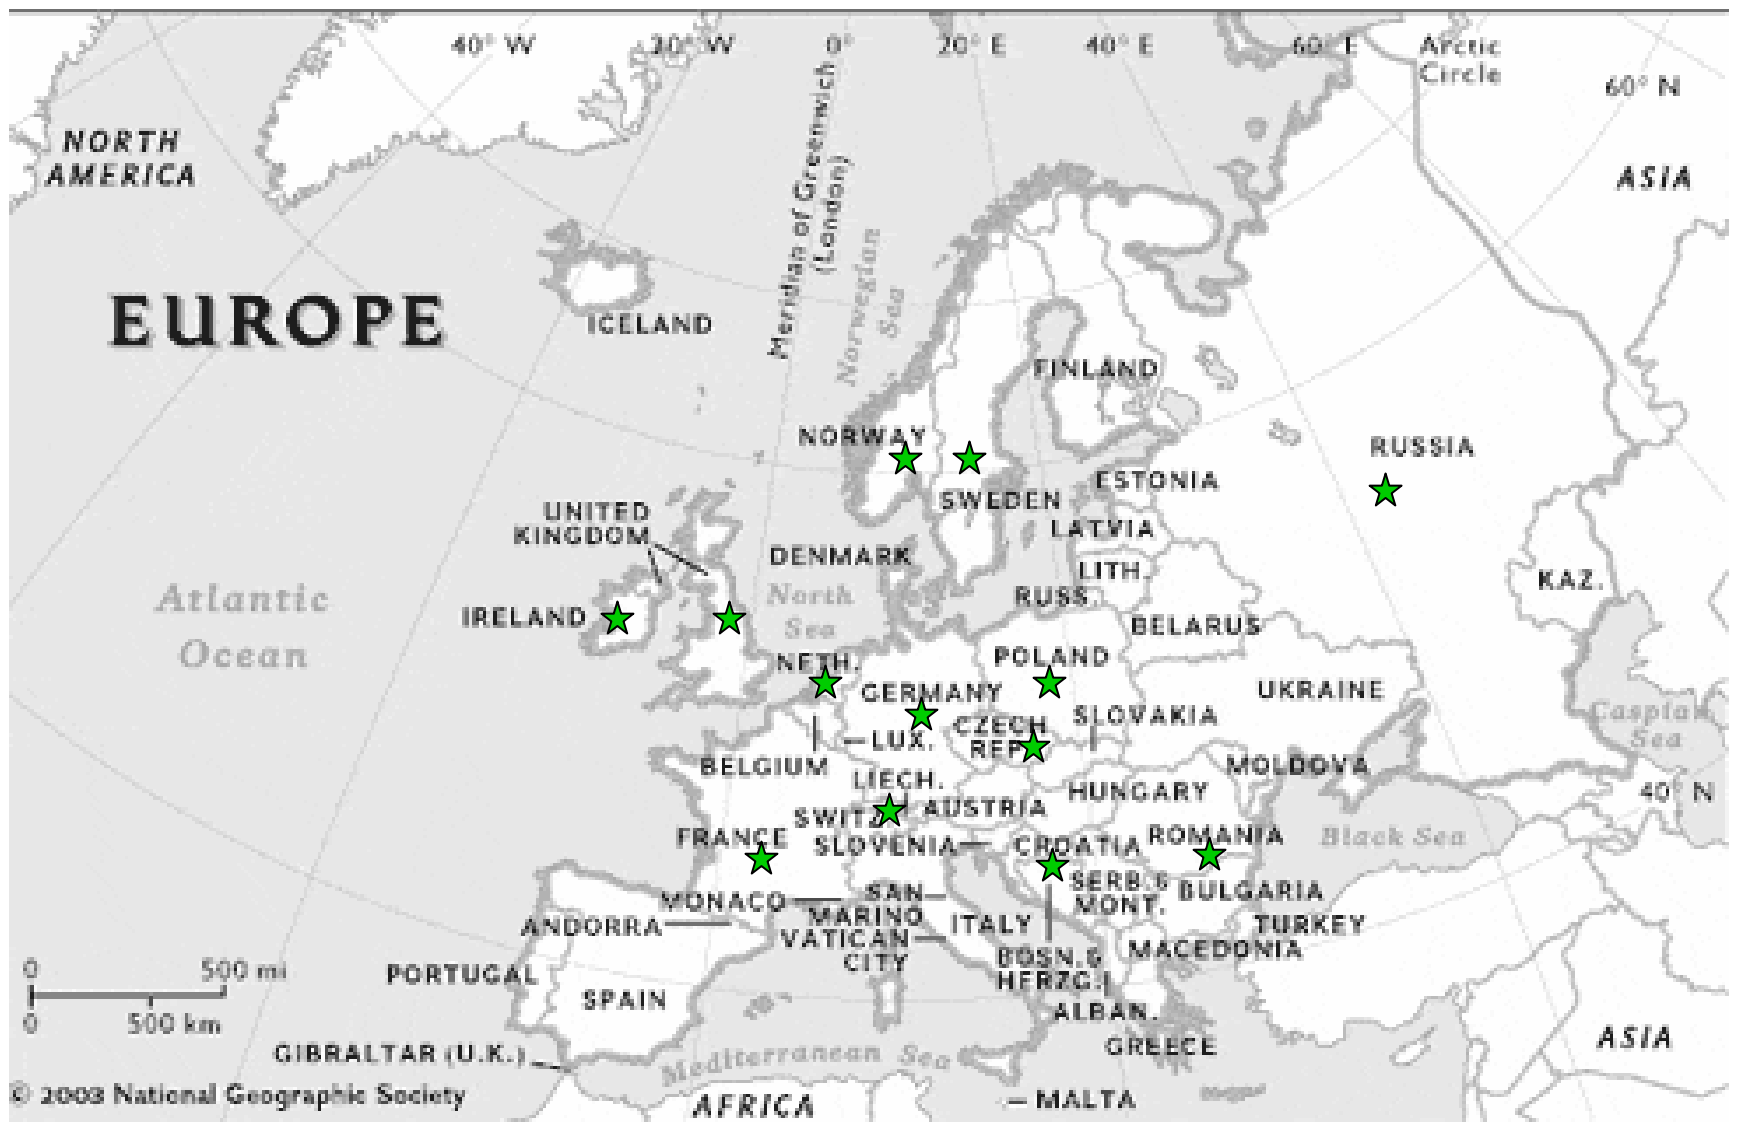 40° W
20° W
0°
20° E
40° E
60° E
Arctic
Circle
60° N
NORTH
AMERICA
ASIA
Meridian of Greenwich
(London)
Norwegian
Sea
EUROPE
ICELAND
FINLAND
NORWAY
RUSSIA
SWEDEN
ESTONIA
UNITED
KINGDOM
LATVIA
DENMARK
LITH.
KAZ.
Atlantic
Ocean
North
Sea
RUSS.
IRELAND
BELARUS
NETH.
POLAND
GERMANY
UKRAINE
CZECH
REP.
SLOVAKIA
Caspian
Sea
LUX.
BELGIUM
LIECH.
MOLDOVA
AUSTRIA
HUNGARY
40° N
SWITZ.
FRANCE
SLOVENIA
CROATIA
ROMANIA
Black Sea
SERB.&
MONT.
BULGARIA
MONACO
SAN
MARINO
ANDORRA
ITALY
TURKEY
VATICAN
CITY
MACEDONIA
BOSN.&
HERZG.
PORTUGAL
SPAIN
0 500 mi
0 500 km
ALBAN.
GREECE
ASIA
GIBRALTAR (U.K.)
Mediterranean Sea
© 2003 National Geographic Society
AFRICA
MALTA